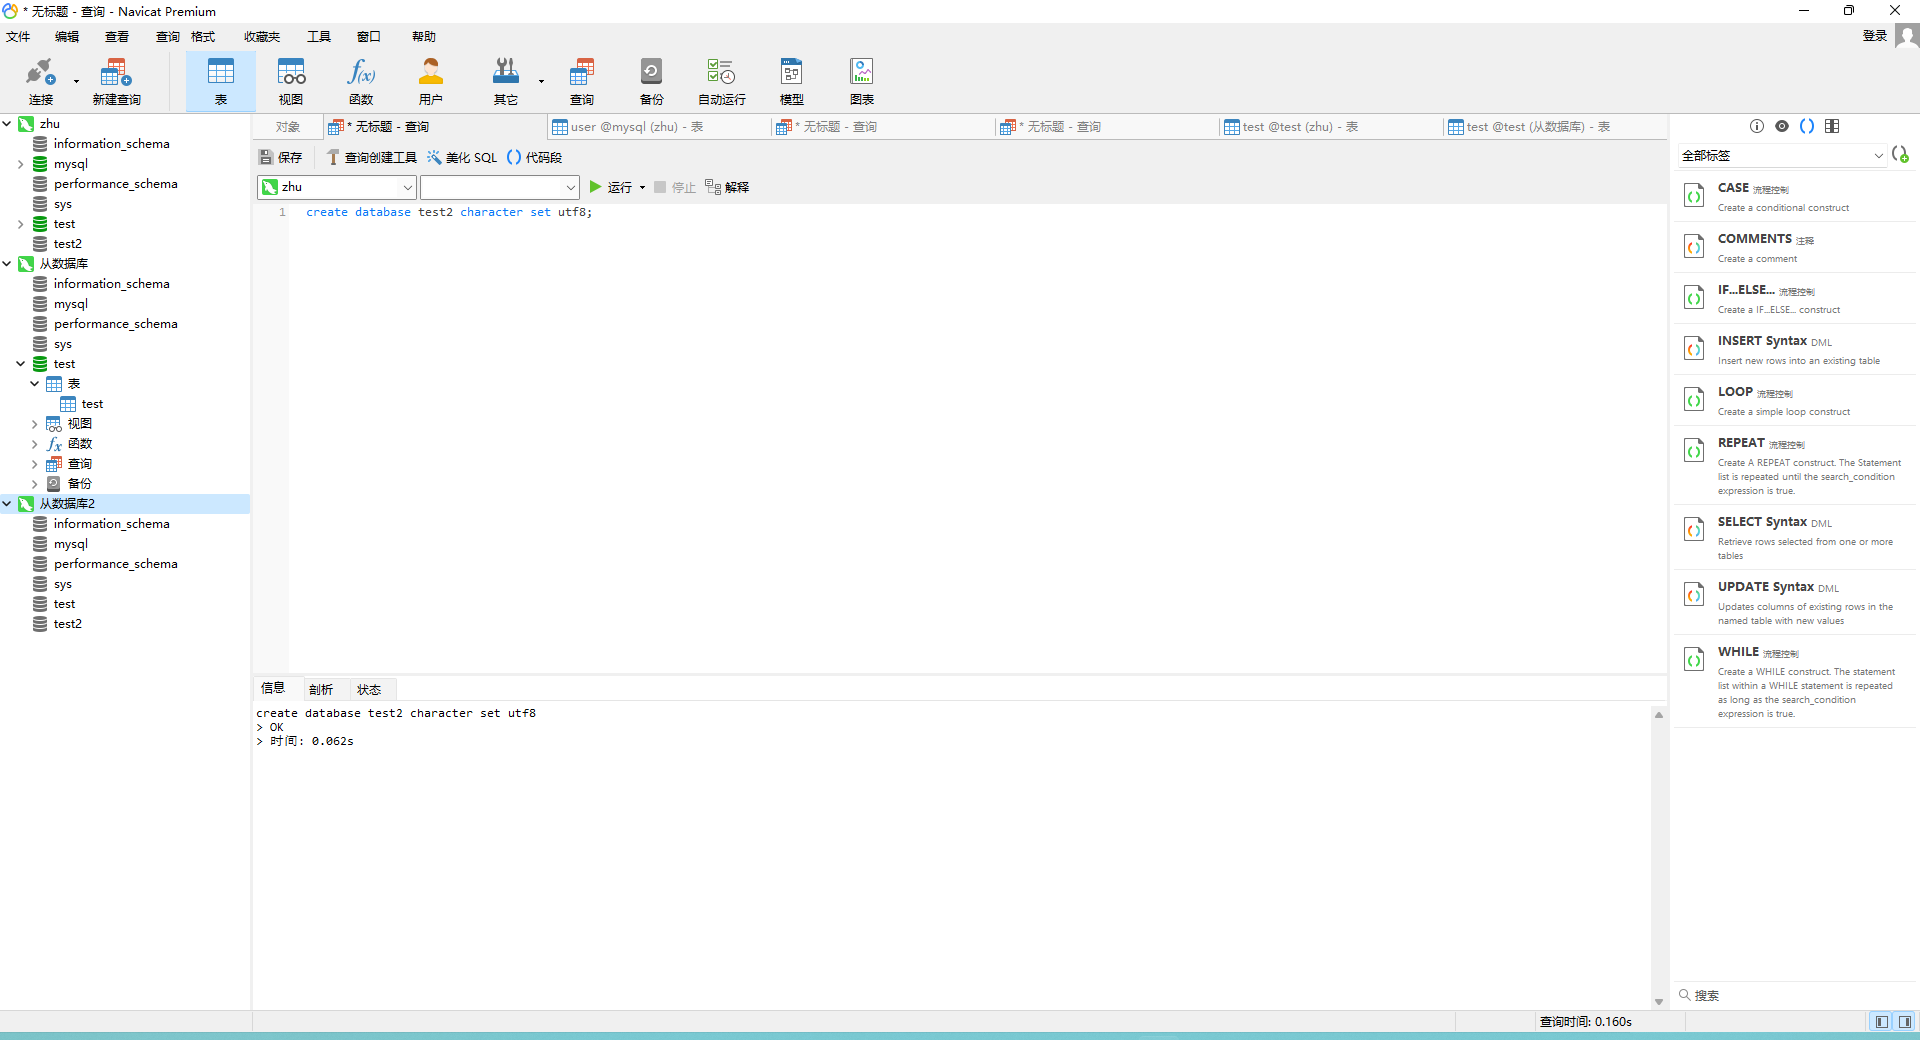 * 无标题 - 查询 - Navicat Premium
文件 编辑 查看 查询 格式 收藏夹 工具 窗口 帮助 登录
连接 新建查询 表 视图 函数 用户 其它 查询 备份 自动运行 模型 图表
zhu
information_schema
mysql
performance_schema
sys
test
test2
从数据库
information_schema
mysql
performance_schema
sys
test
表
test
视图
函数
查询
备份
从数据库2
information_schema
mysql
performance_schema
sys
test
test2
对象 * 无标题 - 查询 user @mysql (zhu) - 表 * 无标题 - 查询 * 无标题 - 查询 test @test (zhu) - 表 test @test (从数据库) - 表
保存 查询创建工具 美化 SQL 代码段
zhu 运行 停止 解释
1 create database test2 character set utf8;
信息 剖析 状态
create database test2 character set utf8
> OK
> 时间: 0.062s
全部标签
CASE 流程控制
Create a conditional construct
COMMENTS 注释
Create a comment
IF...ELSE... 流程控制
Create a IF...ELSE... construct
INSERT Syntax DML
Insert new rows into an existing table
LOOP 流程控制
Create a simple loop construct
REPEAT 流程控制
Create A REPEAT construct. The Statement
list is repeated until the search_condition
expression is true.
SELECT Syntax DML
Retrieve rows selected from one or more
tables
UPDATE Syntax DML
Updates columns of existing rows in the
named table with new values
WHILE 流程控制
Create a WHILE construct. The statement
list within a WHILE statement is repeated
as long as the search_condition
expression is true.
搜索
查询时间: 0.160s